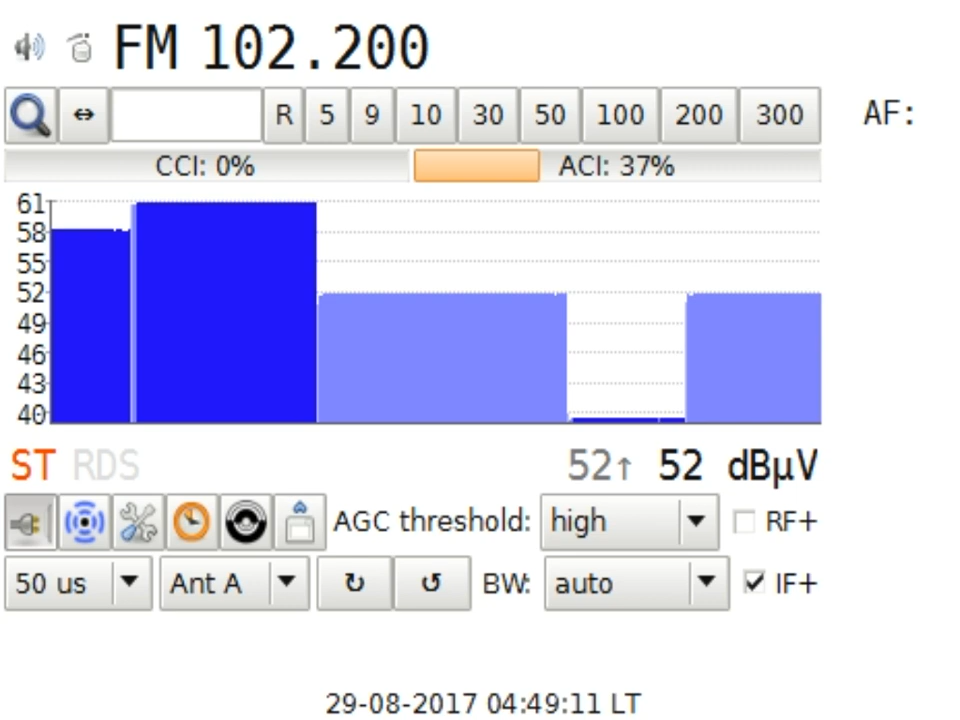 FM 102.200
↔ R 5 9 10 30 50 100 200 300 AF:
CCI: 0% ACI: 37%
61
58
55
52
49
46
43
40
ST RDS 52↑ 52 dBµV
AGC threshold: high RF+
50 us Ant A ↻ ↺ BW: auto IF+
29-08-2017 04:49:11 LT